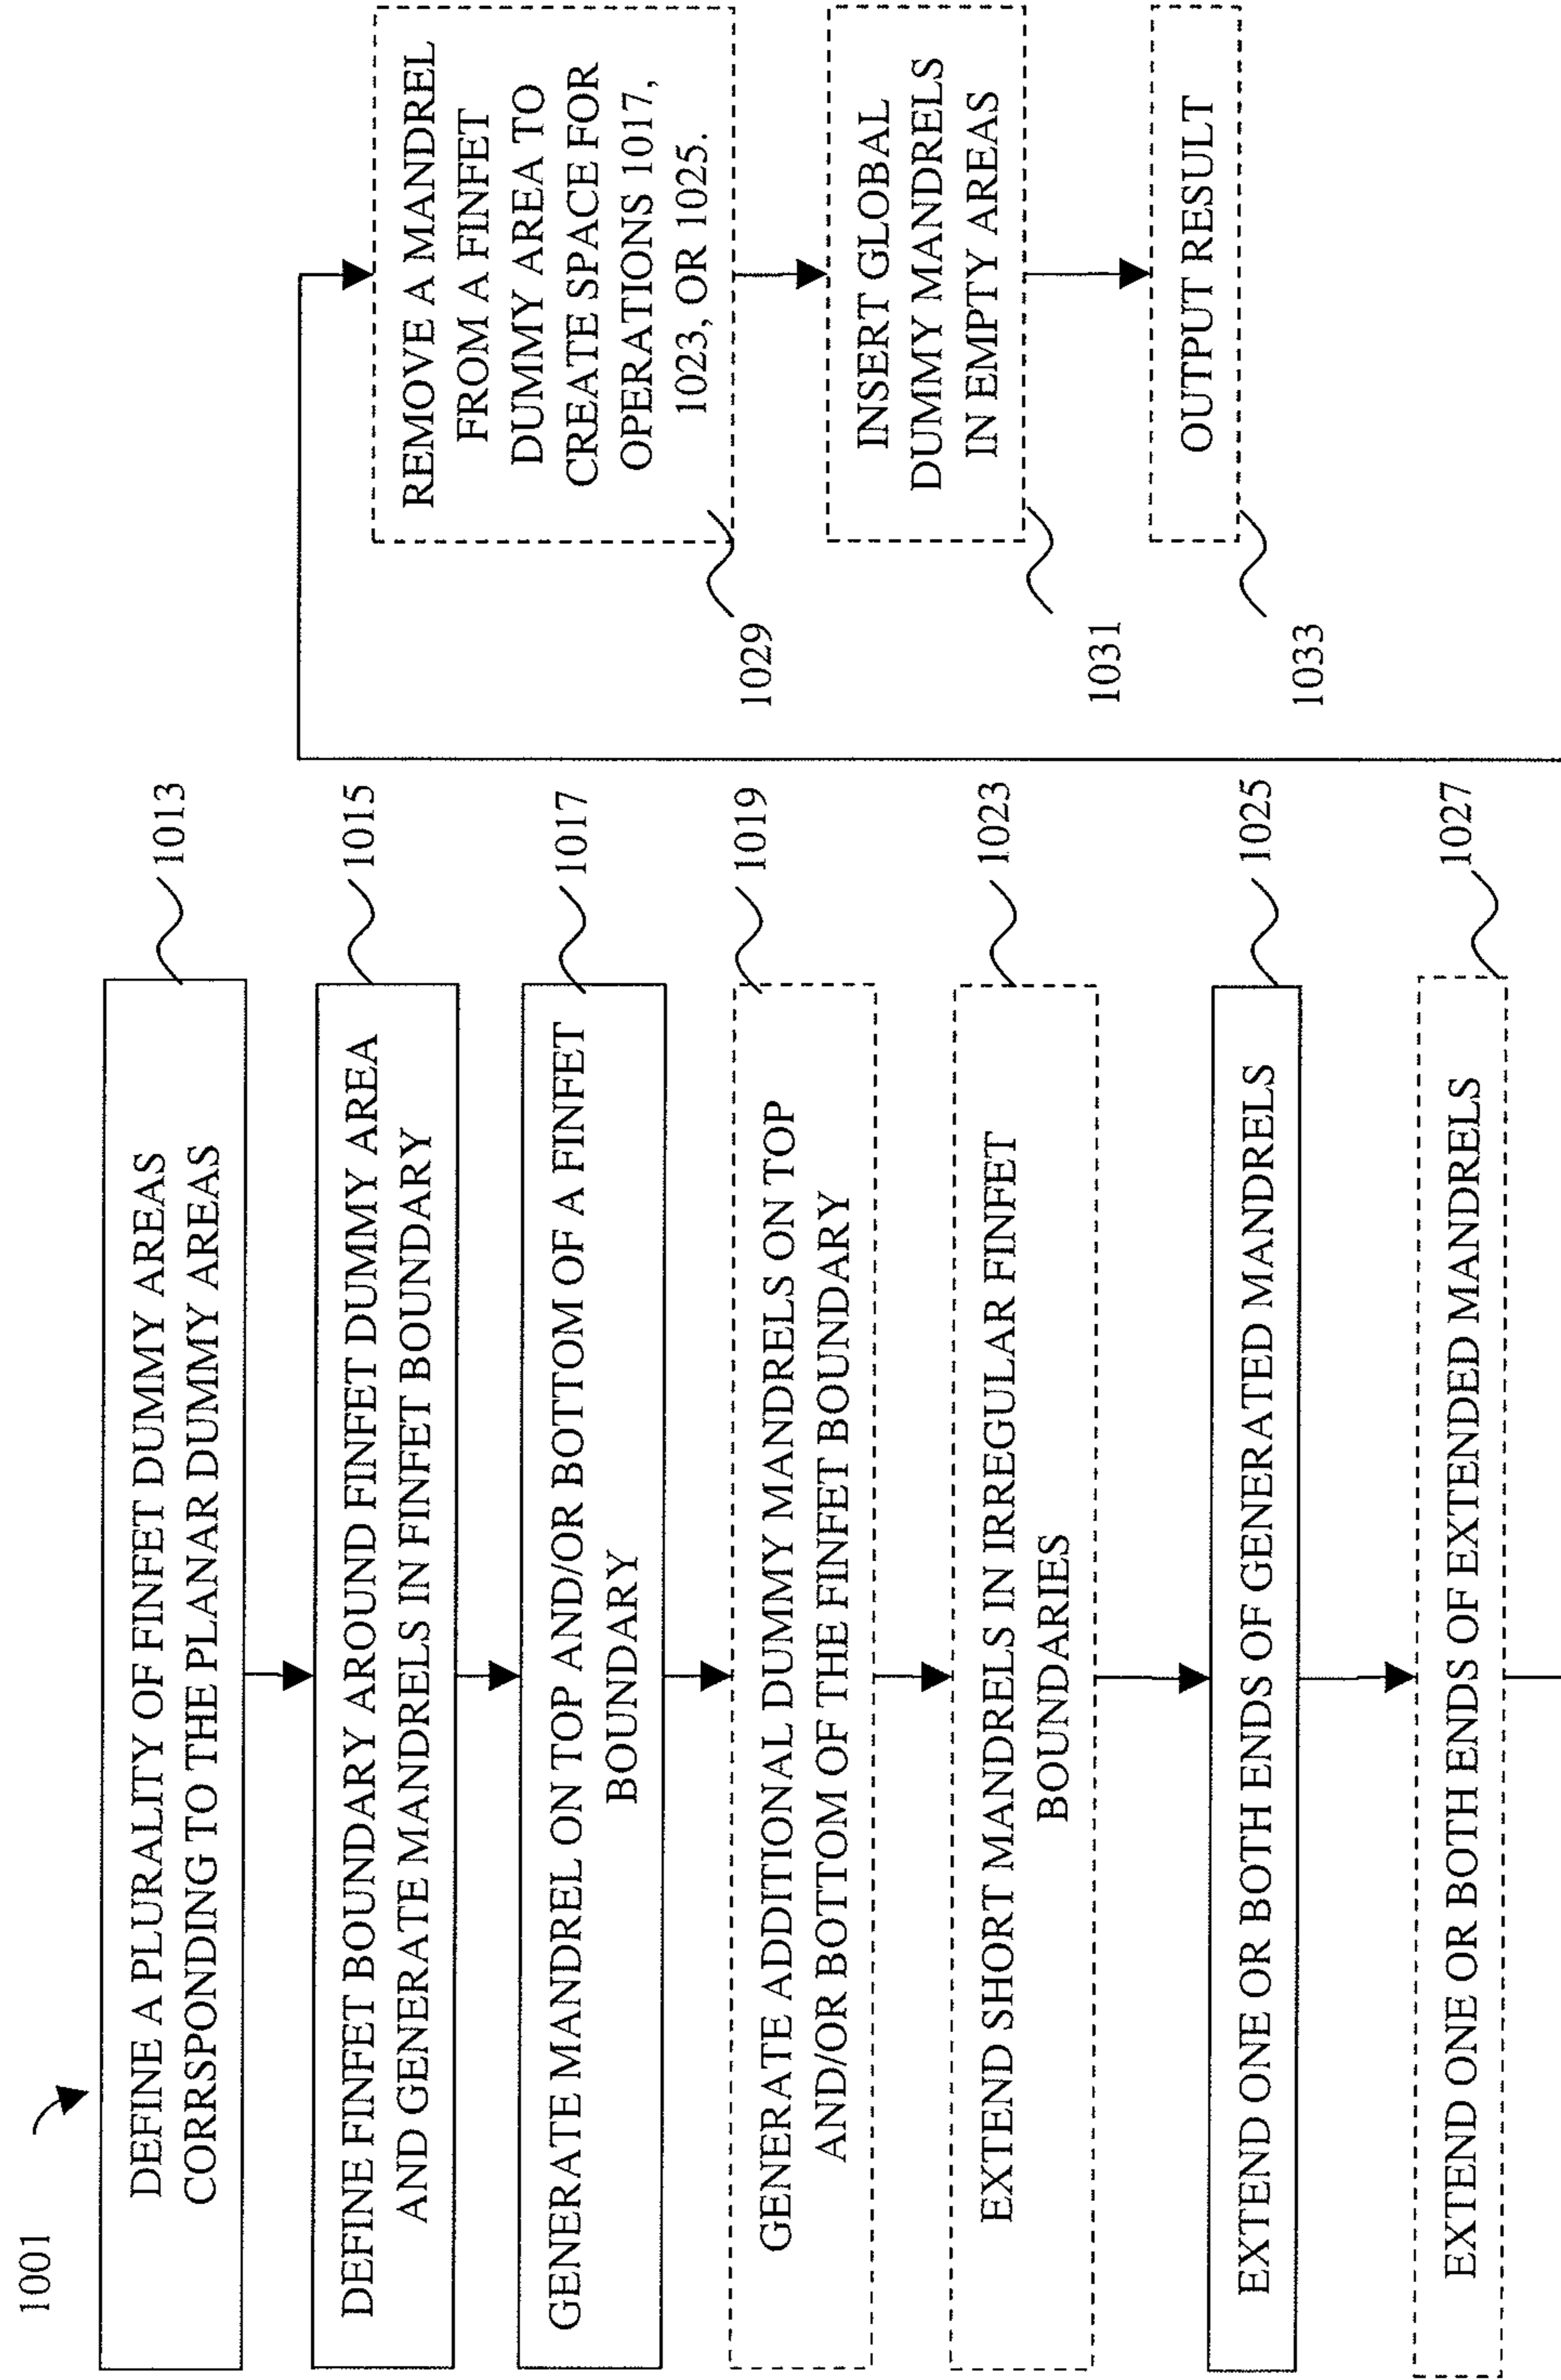 1001
DEFINE A PLURALITY OF FINFET DUMMY AREAS
CORRSPONDING TO THE PLANAR DUMMY AREAS
1013
DEFINE FINFET BOUNDARY AROUND FINFET DUMMY AREA
AND GENERATE MANDRELS IN FINFET BOUNDARY
1015
GENERATE MANDREL ON TOP AND/OR BOTTOM OF A FINFET
BOUNDARY
1017
GENERATE ADDITIONAL DUMMY MANDRELS ON TOP
AND/OR BOTTOM OF THE FINFET BOUNDARY
1019
EXTEND SHORT MANDRELS IN IRREGULAR FINFET
BOUNDARIES
1023
EXTEND ONE OR BOTH ENDS OF GENERATED MANDRELS
1025
EXTEND ONE OR BOTH ENDS OF EXTENDED MANDRELS
1027
REMOVE A MANDREL
FROM A FINFET
DUMMY AREA TO
CREATE SPACE FOR
OPERATIONS 1017,
1023, OR 1025.
1029
INSERT GLOBAL
DUMMY MANDRELS
IN EMPTY AREAS
1031
OUTPUT RESULT
1033